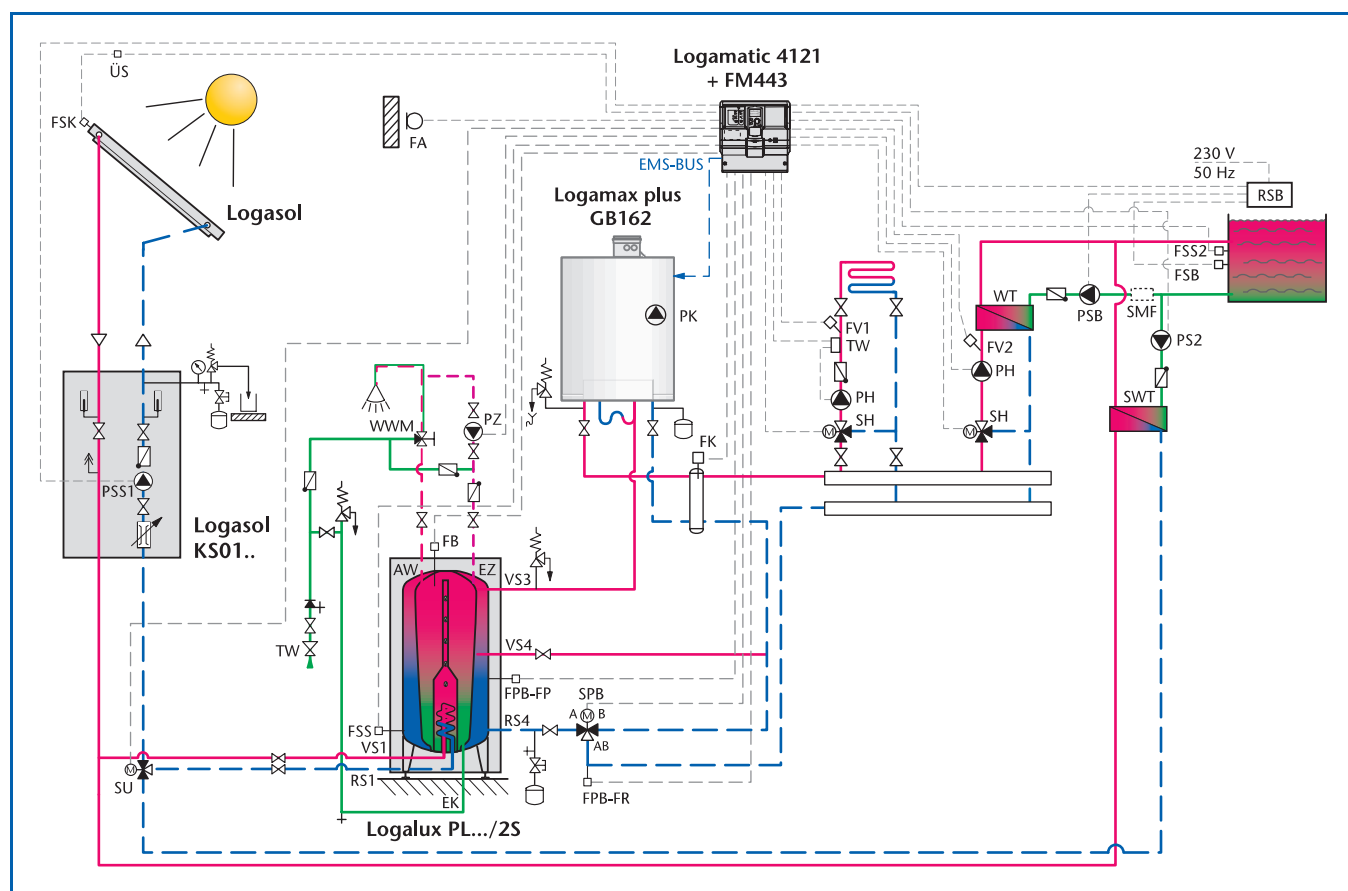 Logamatic 4121
+ FM443
ÜS
FSK
FA
EMS-BUS
230 V
50 Hz
RSB
Logasol
Logamax plus
GB162
FSS2
FSB
WT
PK
FV1
TW
FV2
PSB
SMF
PS2
PH
PH
SWT
WWM
PZ
M
SH
M
SH
FK
PSS1
Logasol
KS01..
FB
AW
EZ
VS3
TW
VS4
FPB-FP
SPB
A
M
B
FSS
RS4
AB
VS1
M
SU
RS1
EK
FPB-FR
Logalux PL.../2S